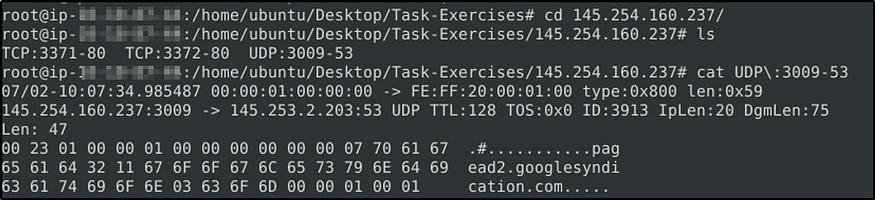 root@ip- :/home/ubuntu/Desktop/Task-Exercises# cd 145.254.160.237/
root@ip- :/home/ubuntu/Desktop/Task-Exercises/145.254.160.237# ls
TCP:3371-80  TCP:3372-80  UDP:3009-53
root@ip- :/home/ubuntu/Desktop/Task-Exercises/145.254.160.237# cat UDP\:3009-53
07/02-10:07:34.985487 00:00:01:00:00:00 -> FE:FF:20:00:01:00 type:0x800 len:0x59
145.254.160.237:3009 -> 145.253.2.203:53 UDP TTL:128 TOS:0x0 ID:3913 IpLen:20 DgmLen:75
Len: 47
00 23 01 00 00 01 00 00 00 00 00 00 07 70 61 67  .#...........pag
65 61 64 32 11 67 6F 6F 67 6C 65 73 79 6E 64 69  ead2.googlesyndi
63 61 74 69 6F 6E 03 63 6F 6D 00 00 01 00 01  cation.com.....